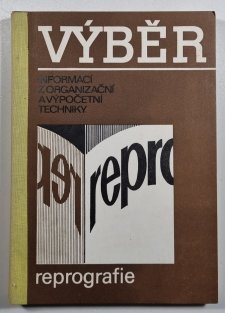 VÝBĚR
INFORMACÍ
Z ORGANIZAČNÍ
A VÝPOČETNÍ
TECHNIKY
repro
reprografie